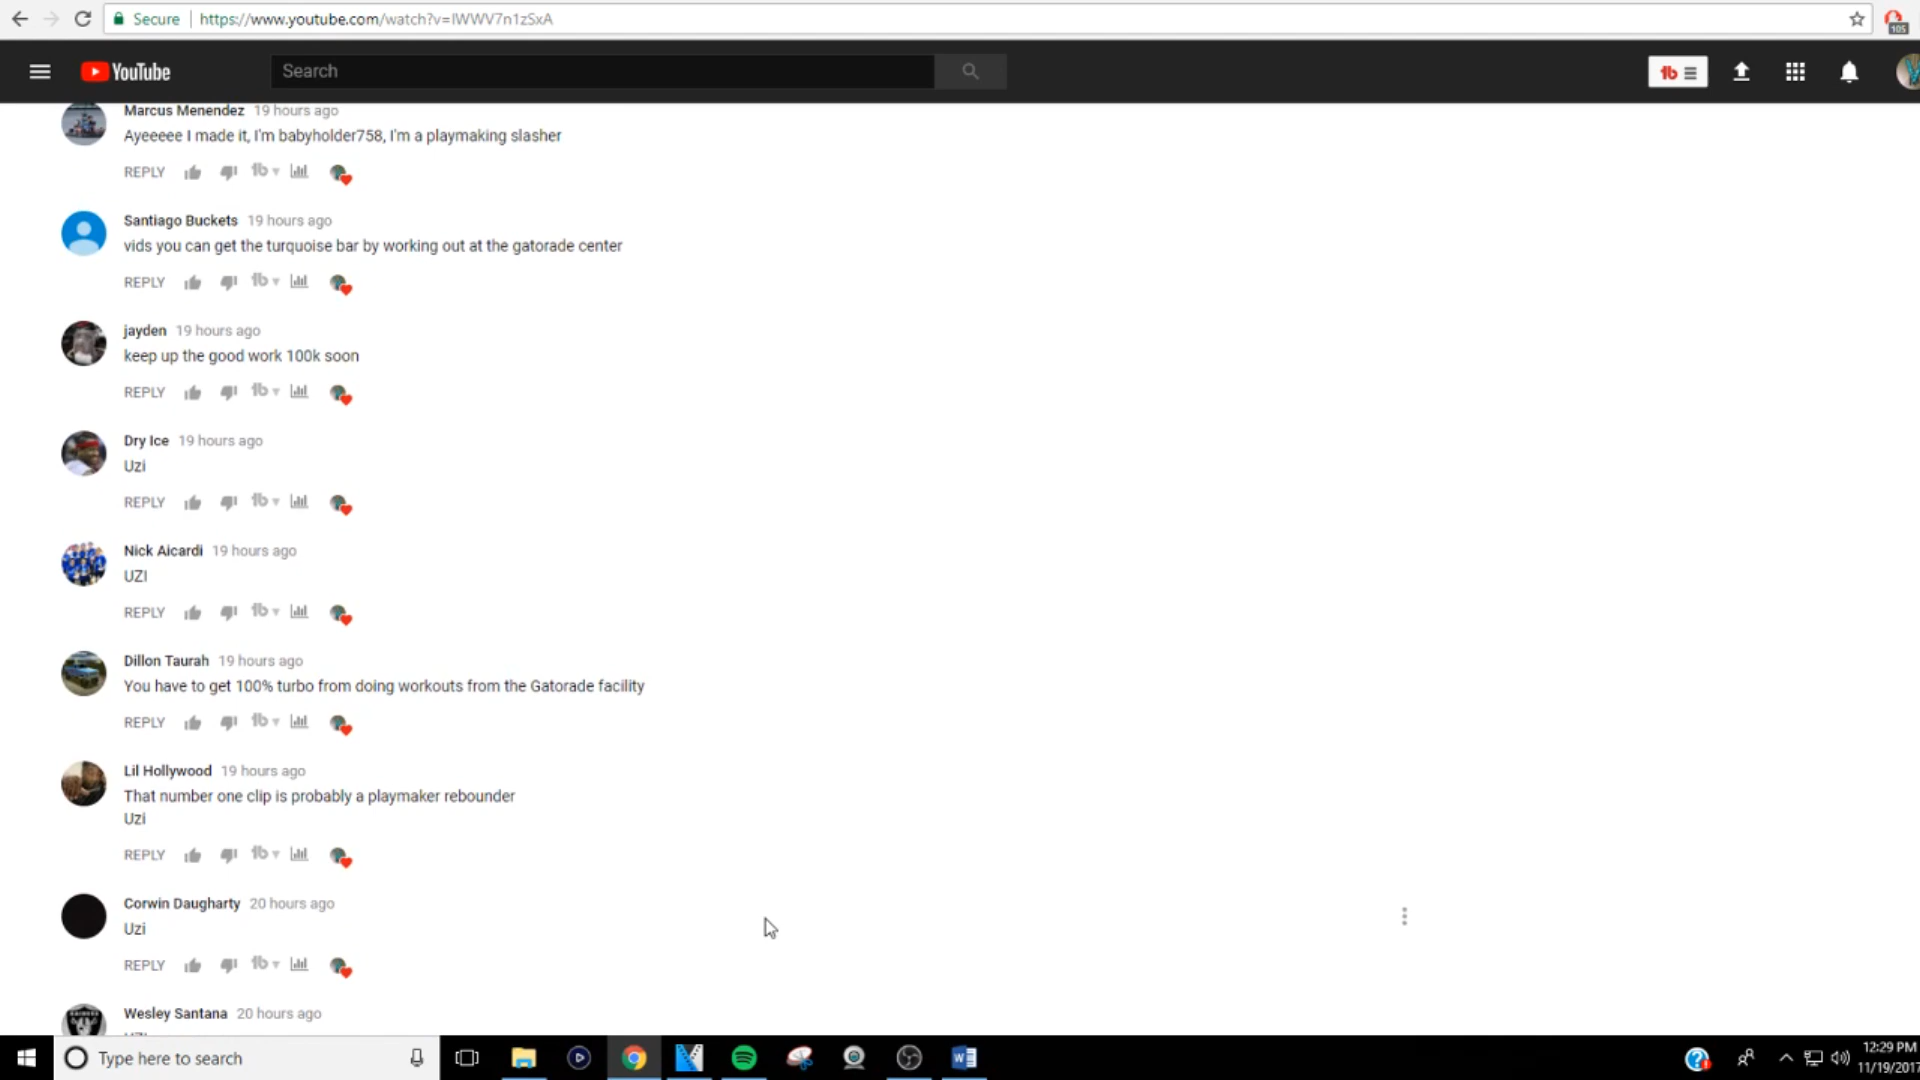 Secure https://www.youtube.com/watch?v=IWWV7n1zSxA
105
YouTube
Search
Marcus Menendez 19 hours ago
Ayeeeee I made it, I'm babyholder758, I'm a playmaking slasher
REPLY
Santiago Buckets 19 hours ago
vids you can get the turquoise bar by working out at the gatorade center
REPLY
jayden 19 hours ago
keep up the good work 100k soon
REPLY
Dry Ice 19 hours ago
Uzi
REPLY
Nick Aicardi 19 hours ago
UZI
REPLY
Dillon Taurah 19 hours ago
You have to get 100% turbo from doing workouts from the Gatorade facility
REPLY
Lil Hollywood 19 hours ago
That number one clip is probably a playmaker rebounder
Uzi
REPLY
Corwin Daugharty 20 hours ago
Uzi
REPLY
Wesley Santana 20 hours ago
Type here to search
12:29 PM
11/19/2017